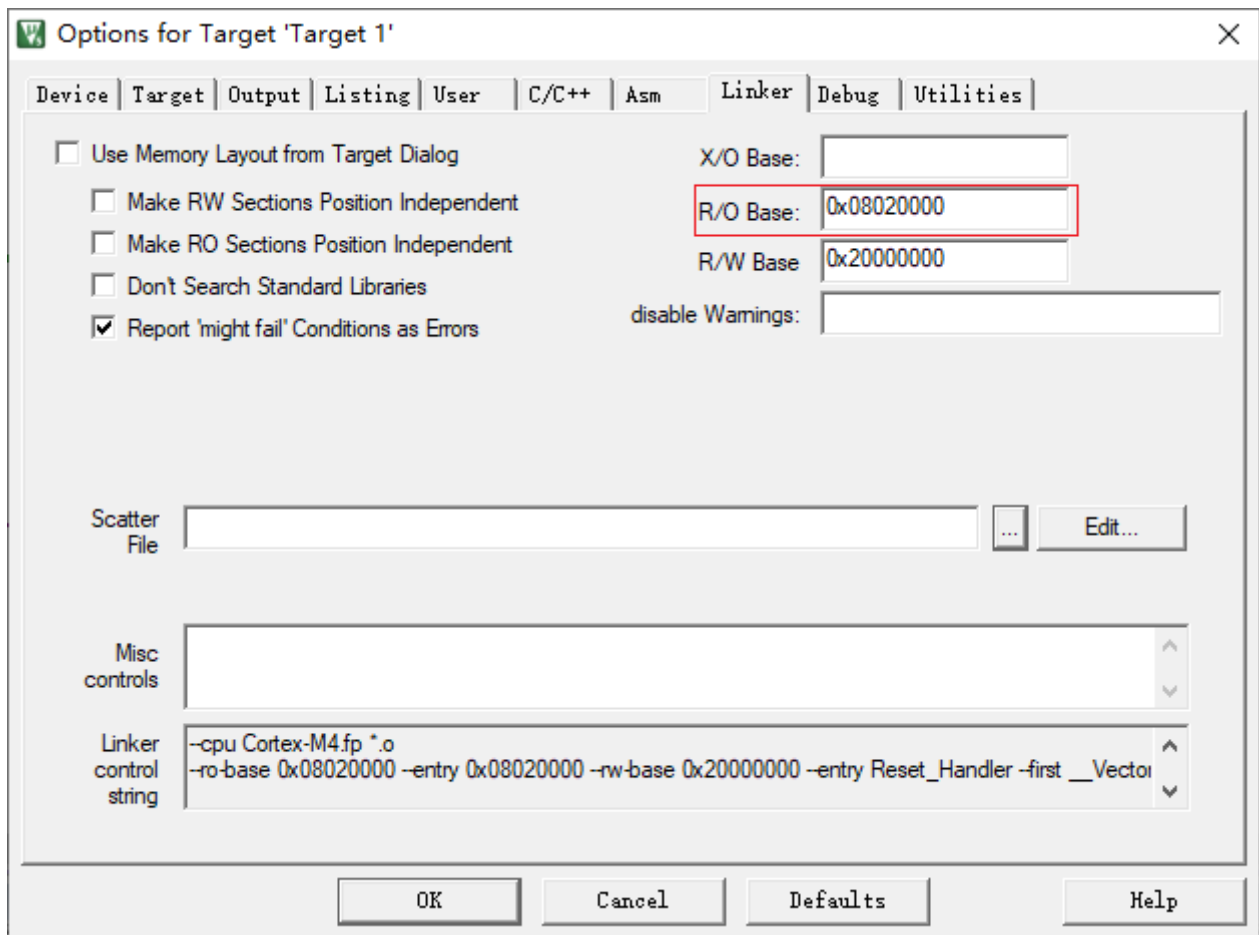 Options for Target 'Target 1'
Device Target Output Listing User C/C++ Asm Linker Debug Utilities
Use Memory Layout from Target Dialog
Make RW Sections Position Independent
Make RO Sections Position Independent
Don't Search Standard Libraries
Report 'might fail' Conditions as Errors
X/O Base:
R/O Base: 0x08020000
R/W Base 0x20000000
disable Warnings:
Scatter
File
...
Edit...
Misc
controls
Linker
control
string
--cpu Cortex-M4.fp *.o
--ro-base 0x08020000 --entry 0x08020000 --rw-base 0x20000000 --entry Reset_Handler --first __Vector
OK Cancel Defaults Help